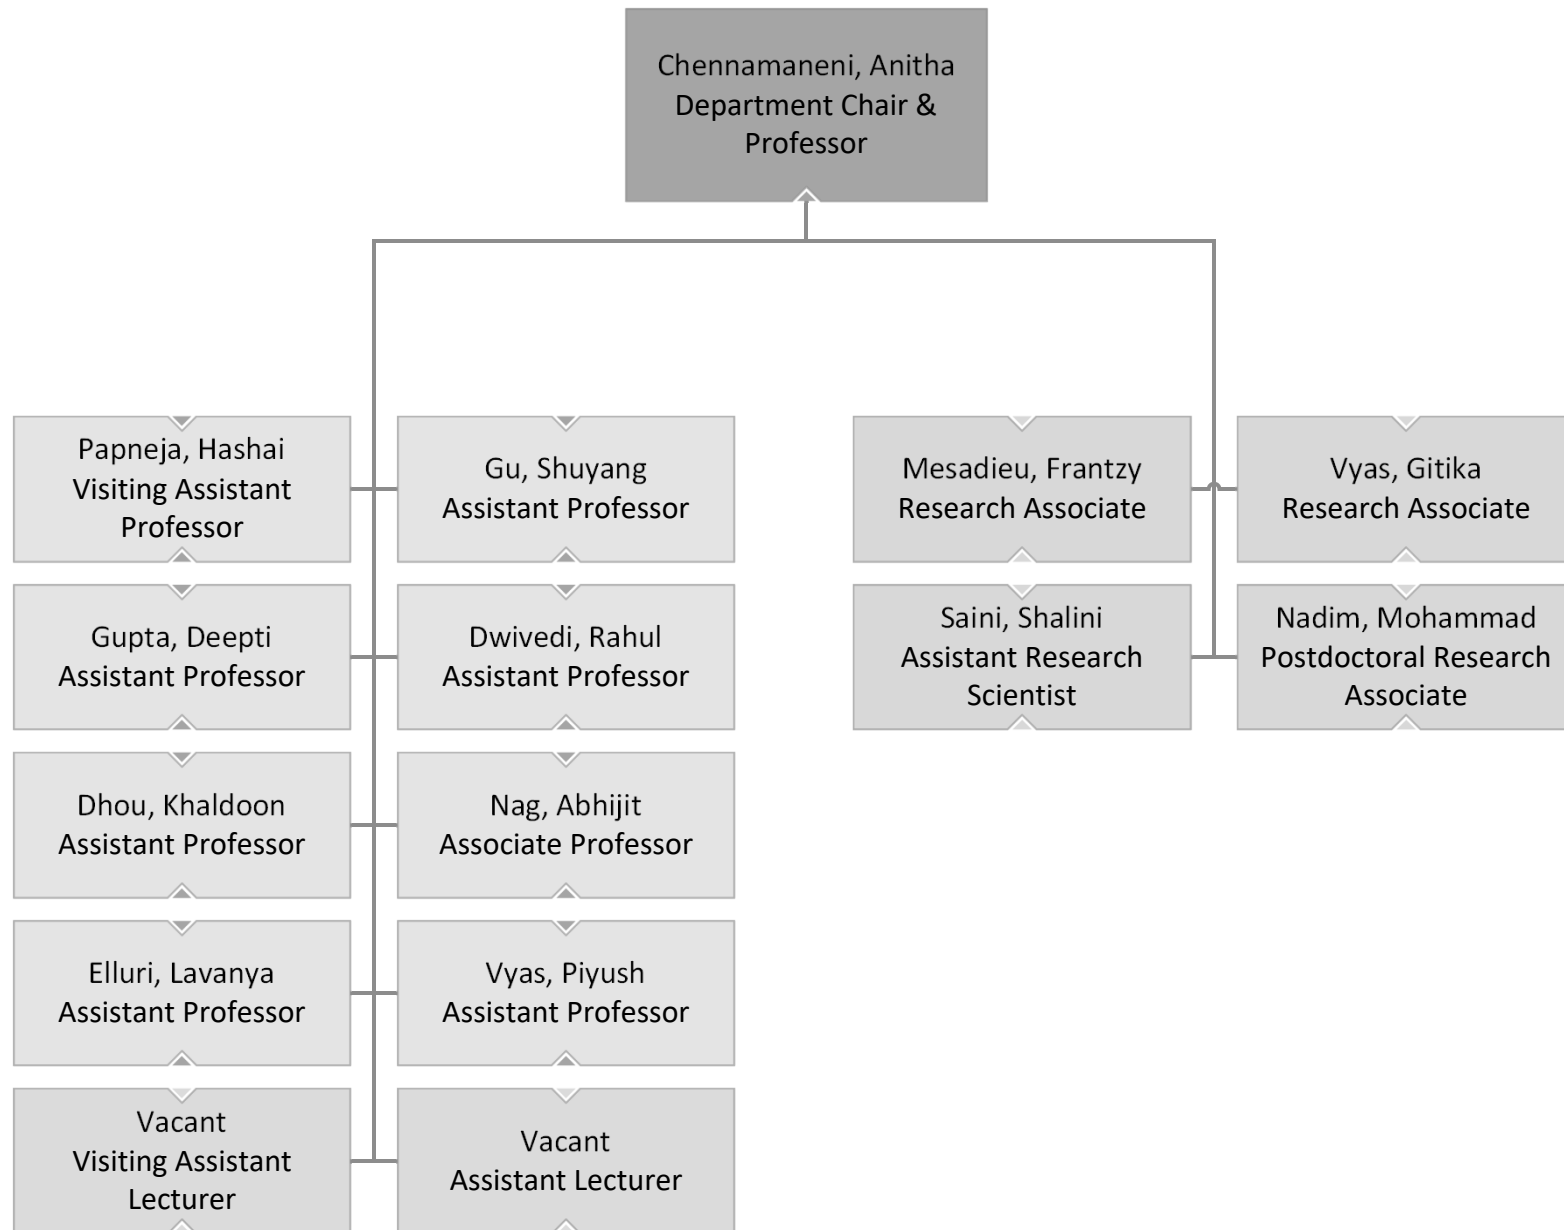 Chennamaneni, Anitha
Department Chair &
Professor
Papneja, Hashai
Visiting Assistant
Professor
Gu, Shuyang
Assistant Professor
Mesadieu, Frantzy
Research Associate
Vyas, Gitika
Research Associate
Gupta, Deepti
Assistant Professor
Dwivedi, Rahul
Assistant Professor
Saini, Shalini
Assistant Research
Scientist
Nadim, Mohammad
Postdoctoral Research
Associate
Dhou, Khaldoon
Assistant Professor
Nag, Abhijit
Associate Professor
Elluri, Lavanya
Assistant Professor
Vyas, Piyush
Assistant Professor
Vacant
Visiting Assistant
Lecturer
Vacant
Assistant Lecturer